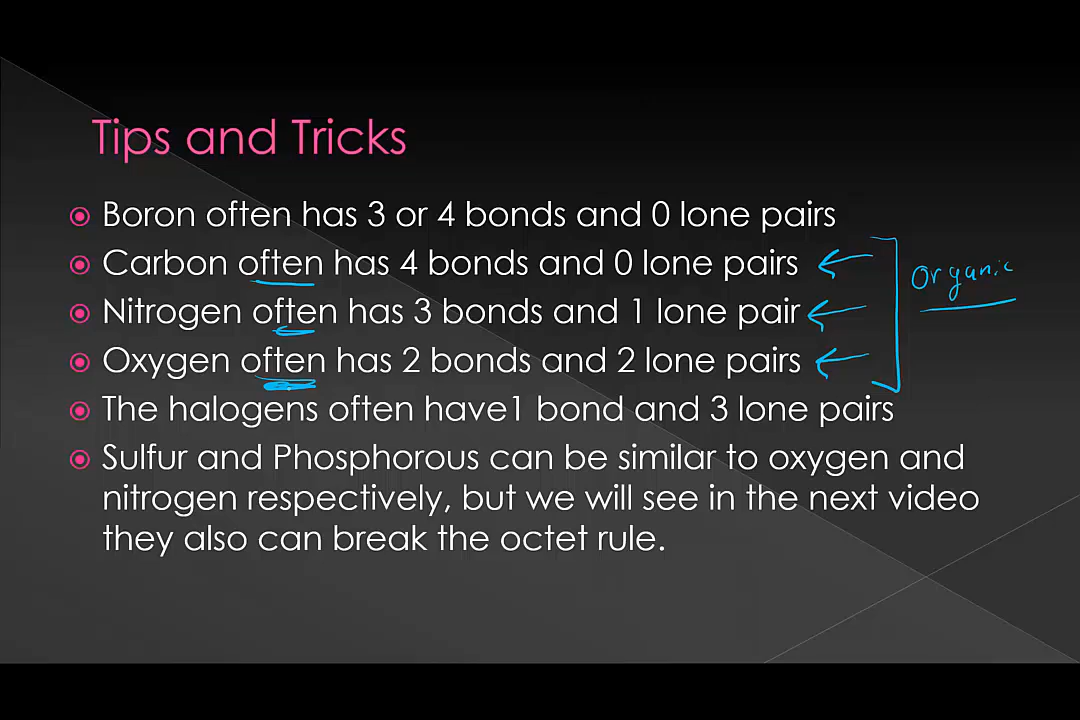 Tips and Tricks
Boron often has 3 or 4 bonds and 0 lone pairs
Carbon often has 4 bonds and 0 lone pairs
Nitrogen often has 3 bonds and 1 lone pair
Organic
Oxygen often has 2 bonds and 2 lone pairs
The halogens often have1 bond and 3 lone pairs
Sulfur and Phosphorous can be similar to oxygen and
nitrogen respectively, but we will see in the next video
they also can break the octet rule.